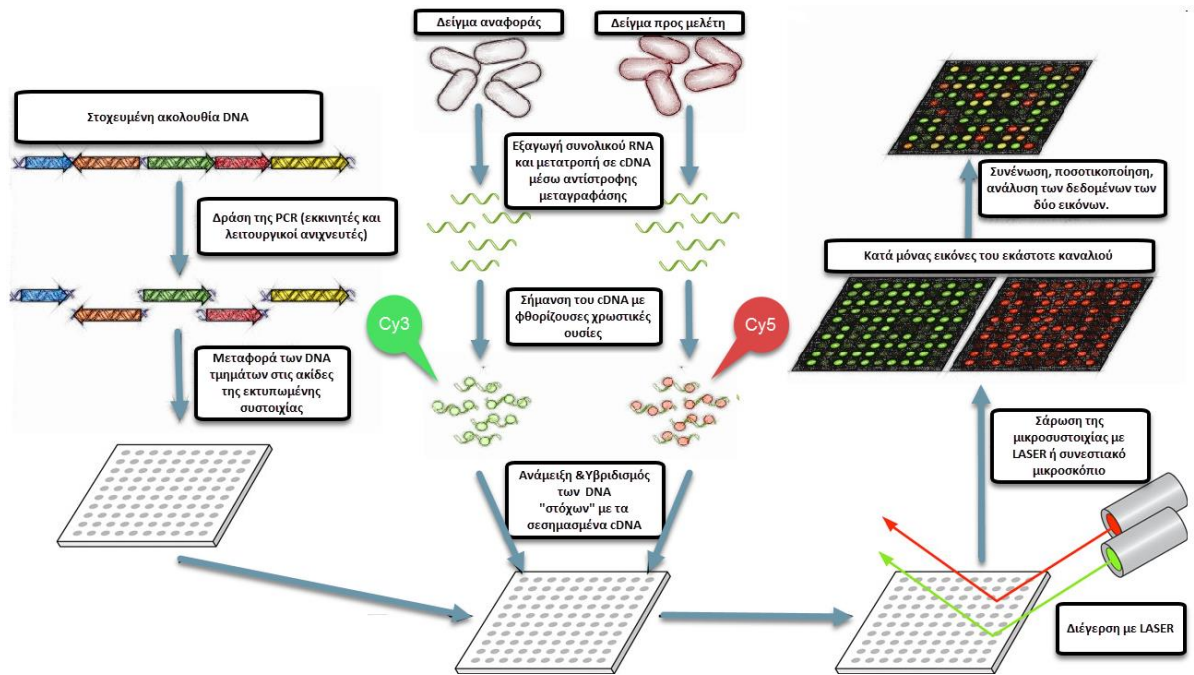 Στοχευμένη ακολουθία DNA
Δράση της PCR (εκκινητές και
λειτουργικοί ανιχνευτές)
Μεταφορά των DNA
τμημάτων στις ακίδες
της εκτυπωμένης
συστοιχίας
Δείγμα αναφοράς
Δείγμα προς μελέτη
Εξαγωγή συνολικού RNA
και μετατροπή σε cDNA
μέσω αντίστροφης
μεταγραφάσης
Σήμανση του cDNA με
φθορίζουσες χρωστικές
ουσίες
Cy3
Cy5
Ανάμειξη &Υβριδισμός
των DNA
"στόχων" με τα
σεσημασμένα cDNA
Συνένωση, ποσοτικοποίηση,
ανάλυση των δεδομένων των
δύο εικόνων.
Κατά μόνας εικόνες του εκάστοτε καναλιού
Σάρωση της
μικροσυστοιχίας με
LASER ή συνεστιακό
μικροσκόπιο
Διέγερση με LASER